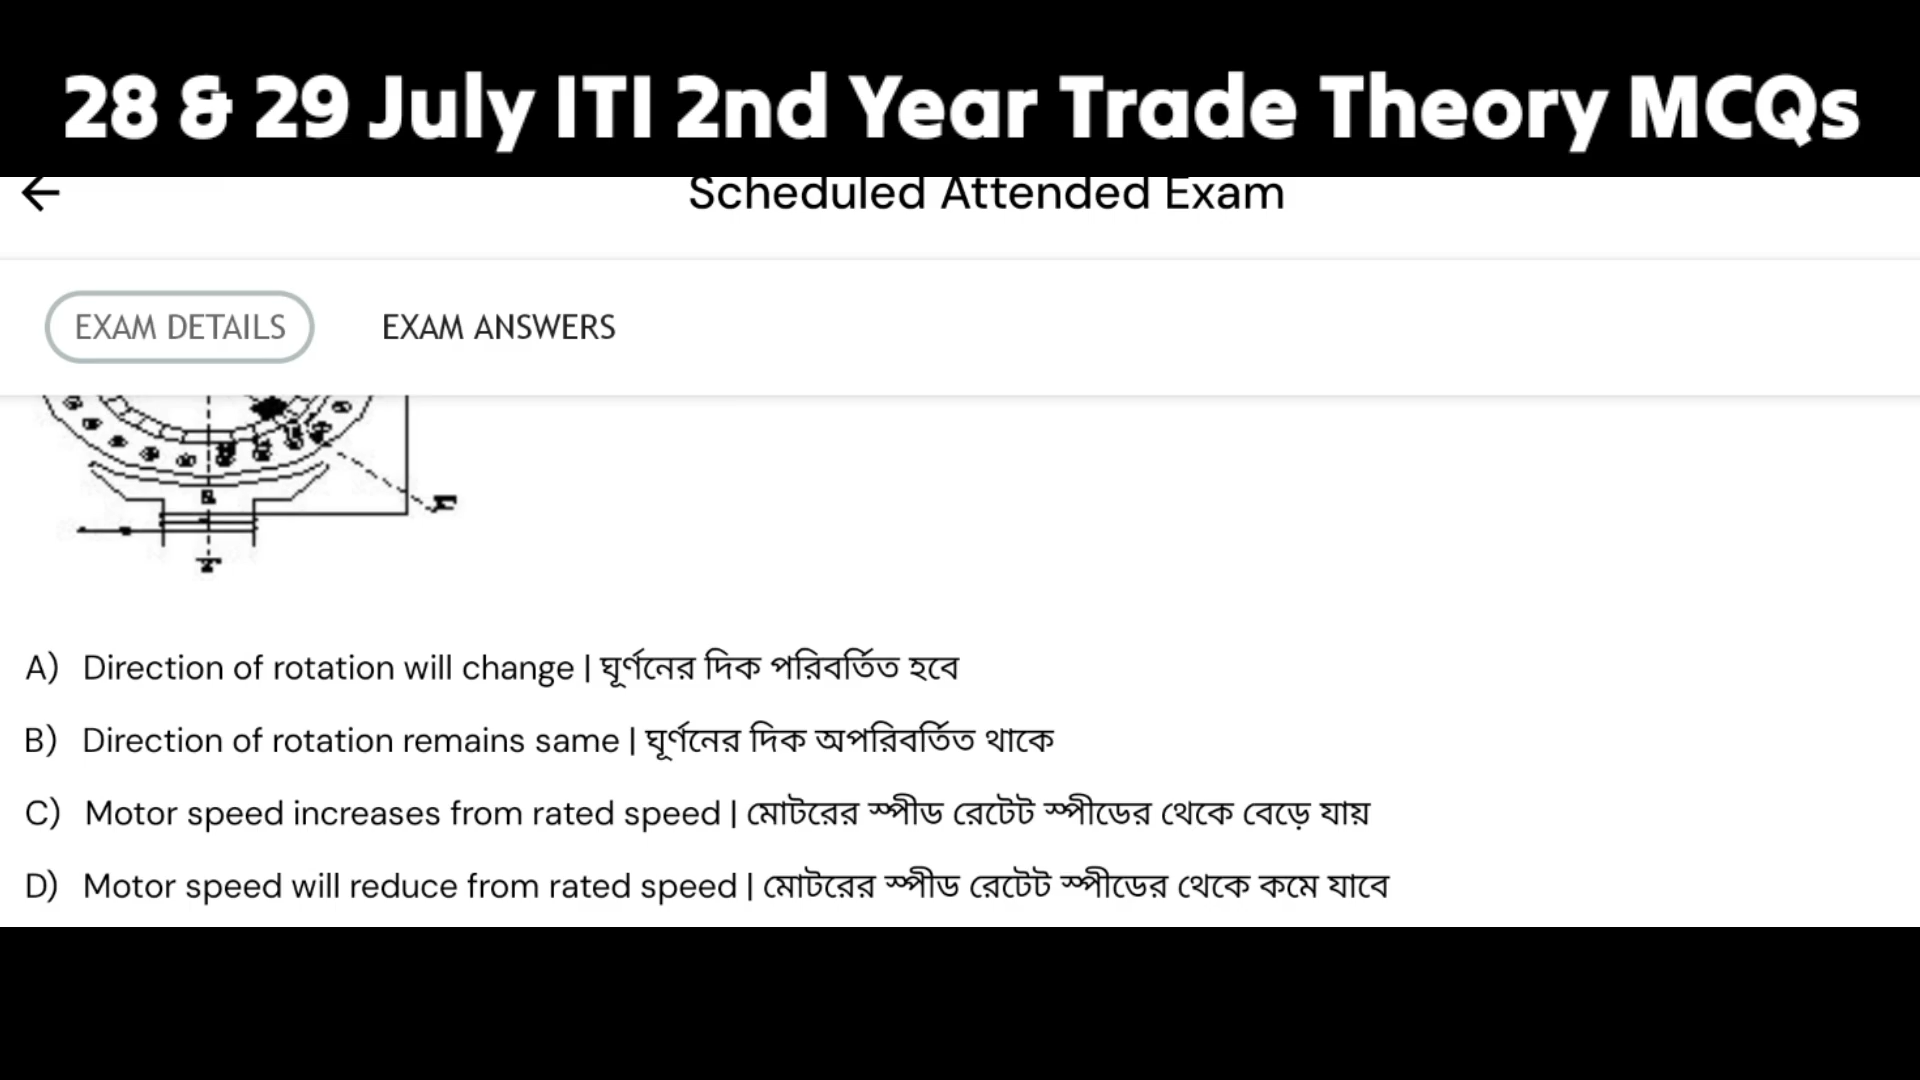 28 & 29 July ITI 2nd Year Trade Theory MCQs
Scheduled Attended Exam
EXAM DETAILS EXAM ANSWERS
A) Direction of rotation will change | ঘূর্ণনের দিক পরিবর্তিত হবে
B) Direction of rotation remains same | ঘূর্ণনের দিক অপরিবর্তিত থাকে
C) Motor speed increases from rated speed | মোটরের স্পীড রেটেট স্পীডের থেকে বেড়ে যায়
D) Motor speed will reduce from rated speed | মোটরের স্পীড রেটেট স্পীডের থেকে কমে যাবে